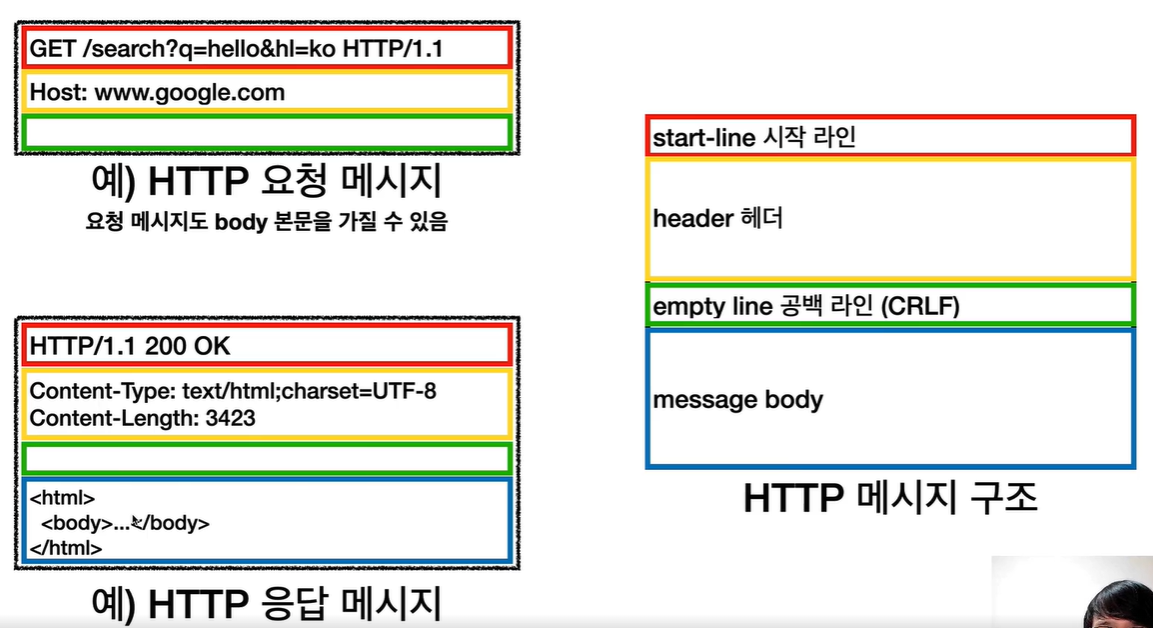 GET /search?q=hello&hl=ko HTTP/1.1
Host: www.google.com
예) HTTP 요청 메시지
요청 메시지도 body 본문을 가질 수 있음
HTTP/1.1 200 OK
Content-Type: text/html;charset=UTF-8
Content-Length: 3423
<html>
<body>...</body>
</html>
예) HTTP 응답 메시지
start-line 시작 라인
header 헤더
empty line 공백 라인 (CRLF)
message body
HTTP 메시지 구조